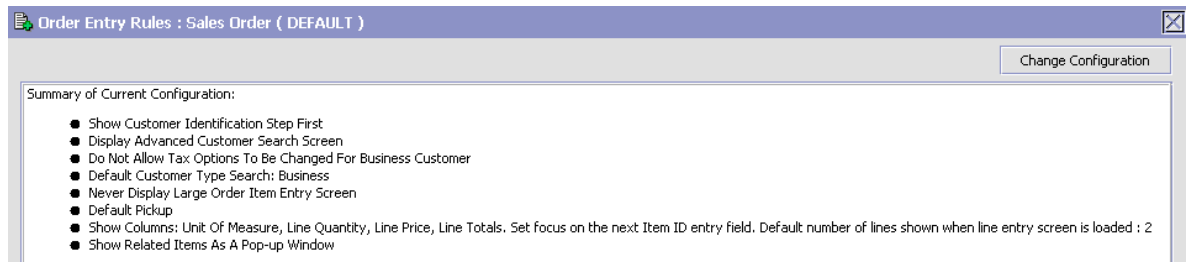 Order Entry Rules : Sales Order ( DEFAULT )
Change Configuration
Summary of Current Configuration:
● Show Customer Identification Step First
● Display Advanced Customer Search Screen
● Do Not Allow Tax Options To Be Changed For Business Customer
● Default Customer Type Search: Business
● Never Display Large Order Item Entry Screen
● Default Pickup
● Show Columns: Unit Of Measure, Line Quantity, Line Price, Line Totals. Set focus on the next Item ID entry field. Default number of lines shown when line entry screen is loaded : 2
● Show Related Items As A Pop-up Window